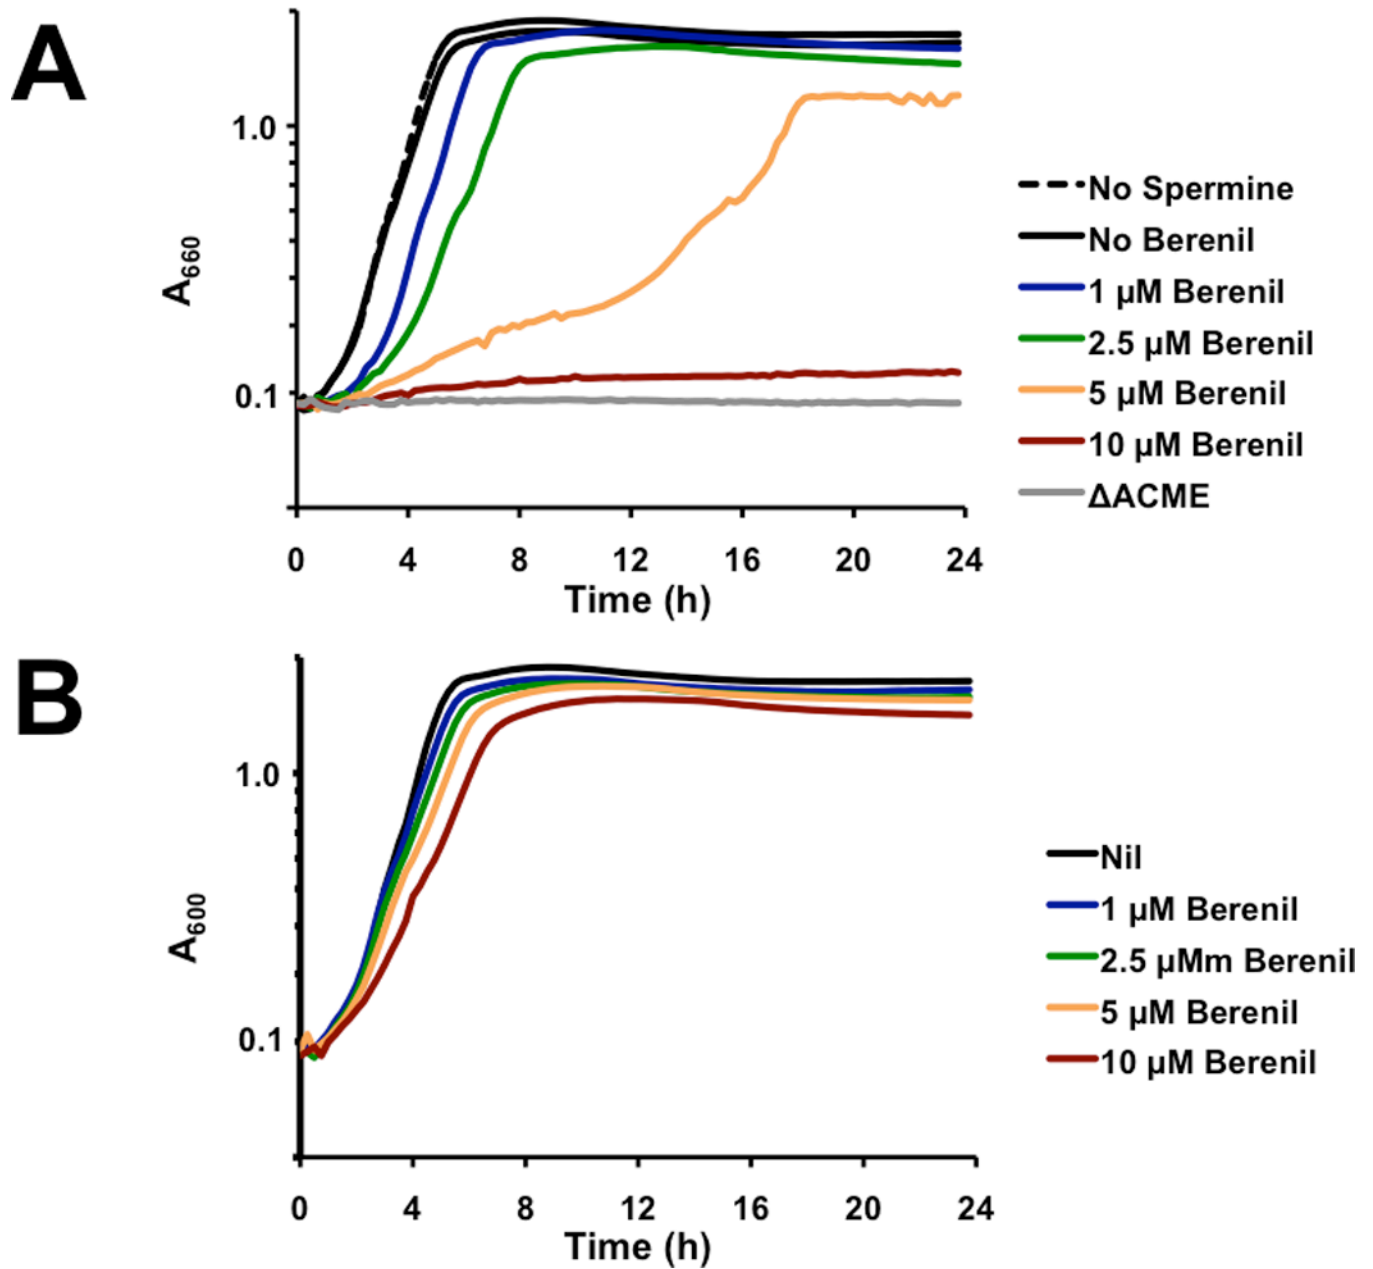 A
1.0
0.1
A660
0 4 8 12 16 20 24
Time (h)
No Spermine
No Berenil
1 µM Berenil
2.5 µM Berenil
5 µM Berenil
10 µM Berenil
ΔACME
B
1.0
0.1
A600
0 4 8 12 16 20 24
Time (h)
Nil
1 µM Berenil
2.5 µMm Berenil
5 µM Berenil
10 µM Berenil